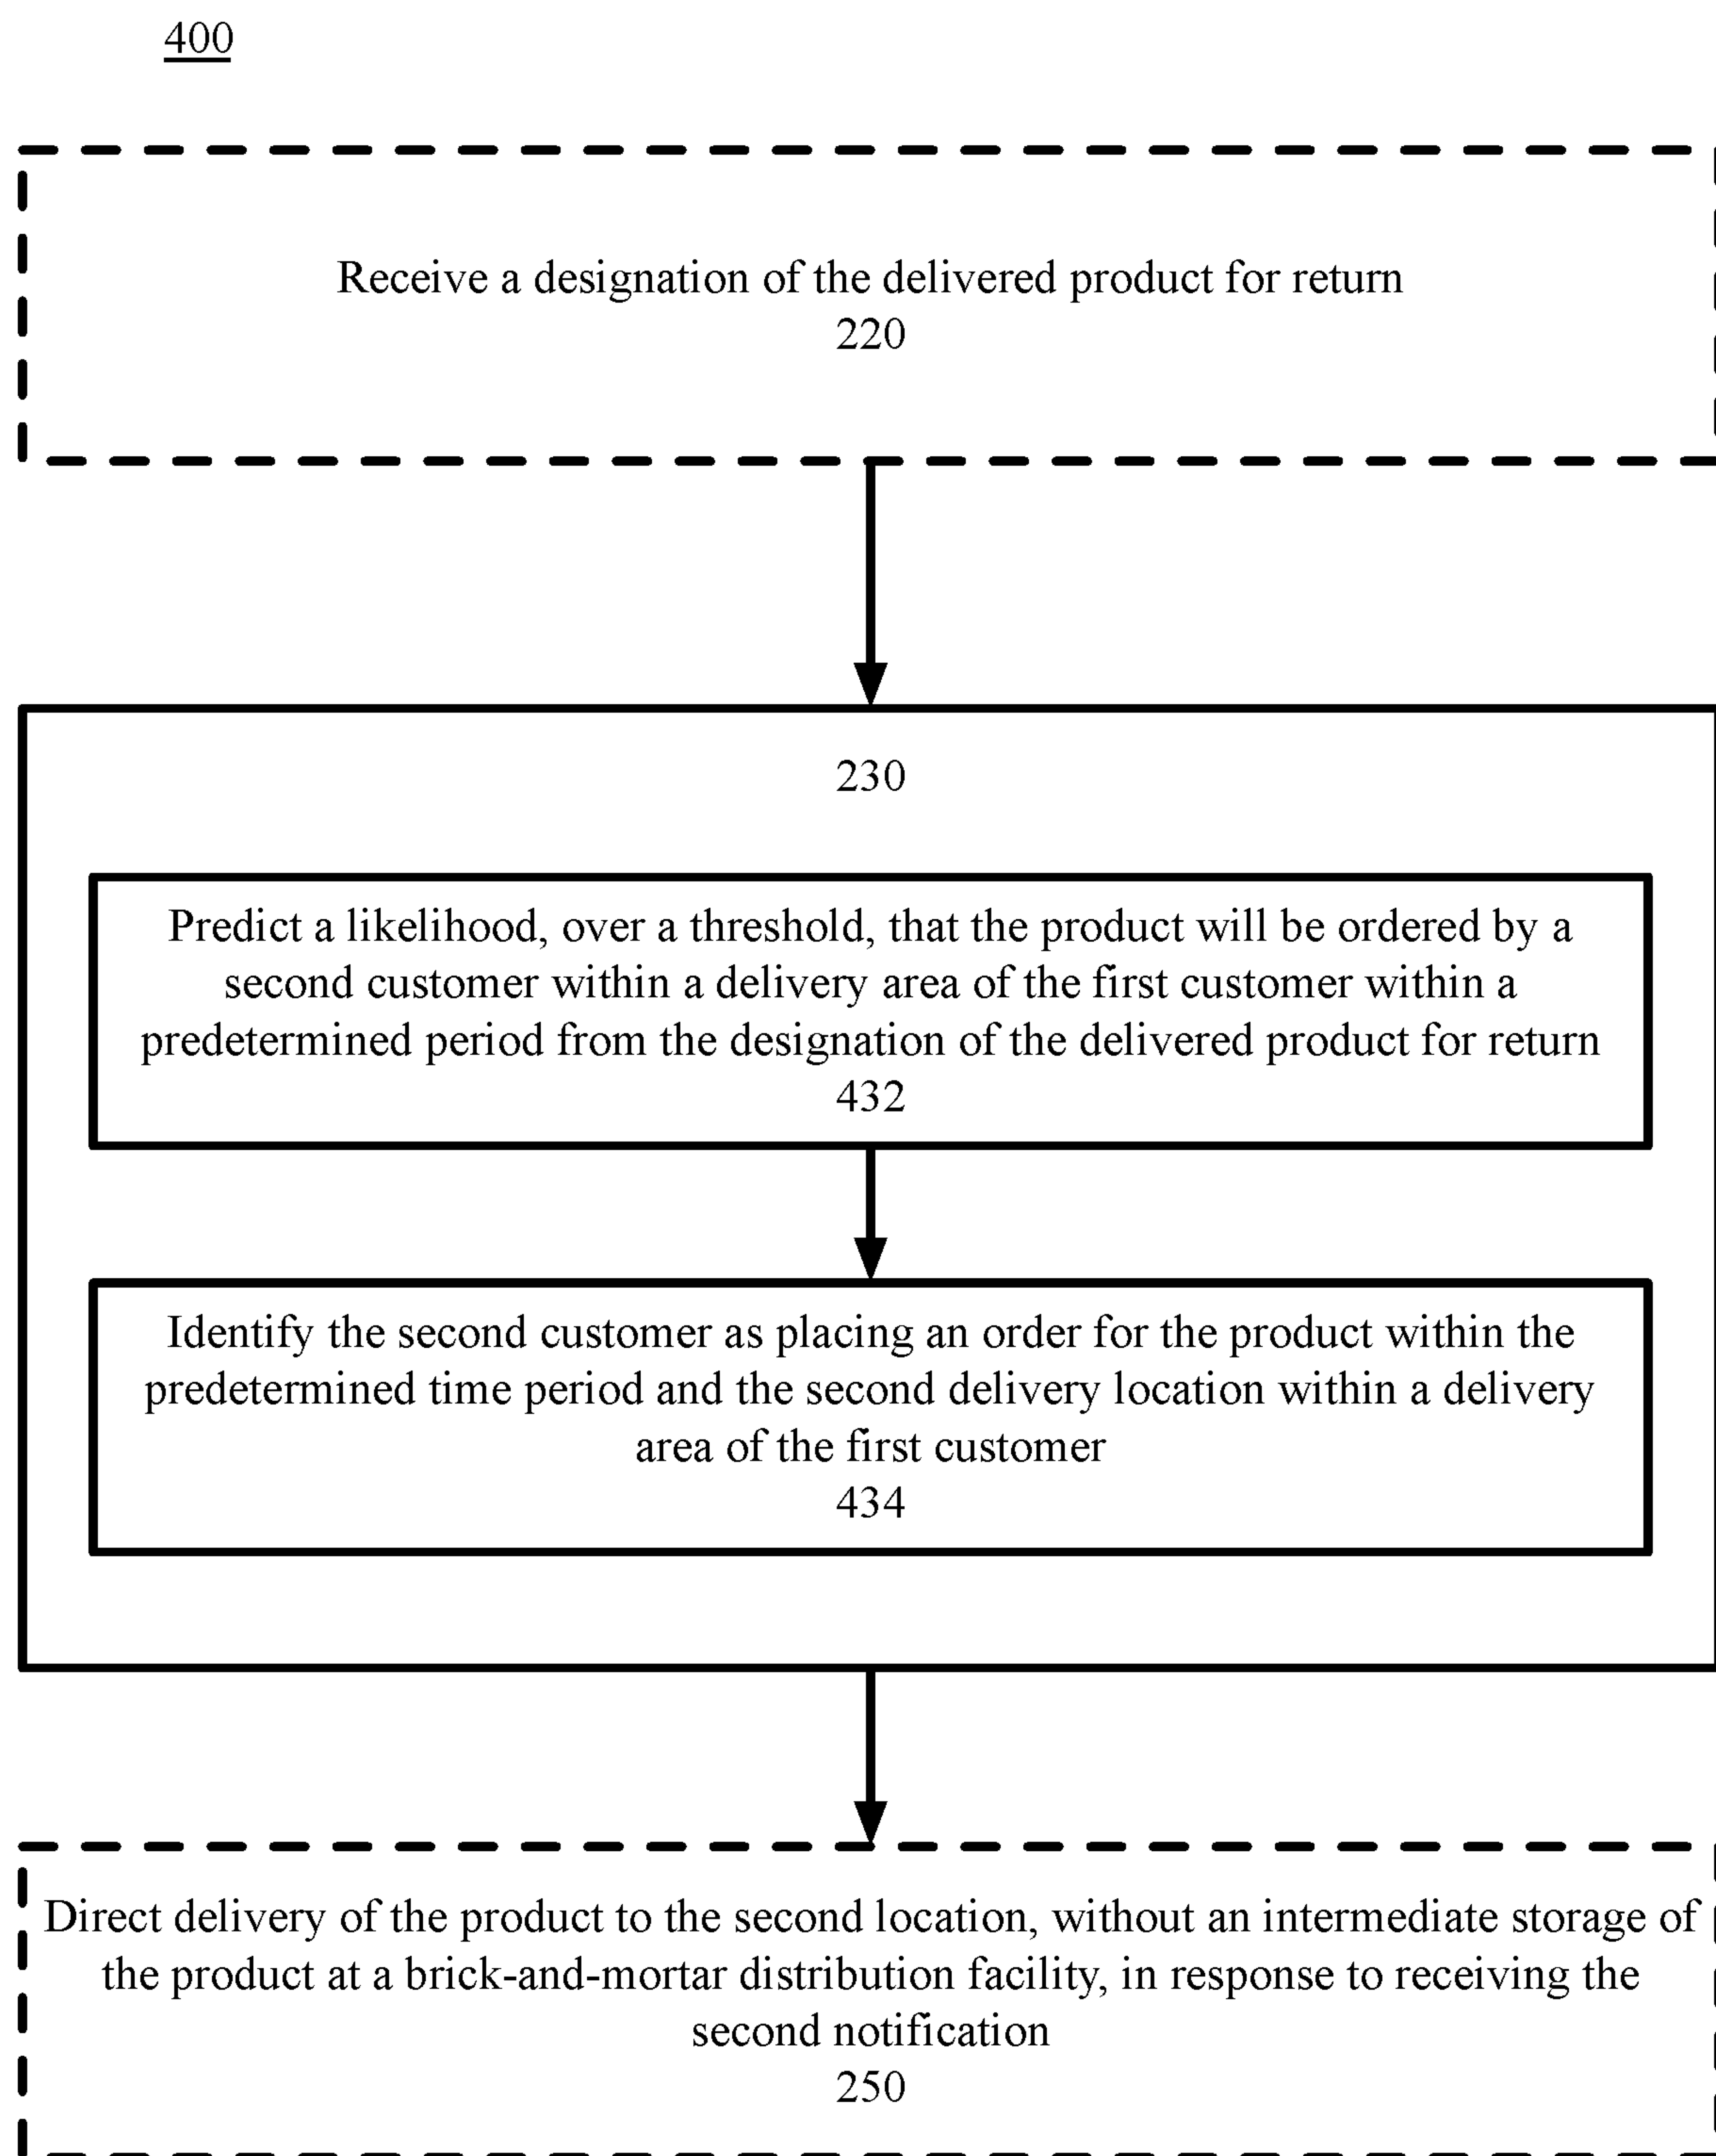 400
Receive a designation of the delivered product for return
220
230
Predict a likelihood, over a threshold, that the product will be ordered by a
second customer within a delivery area of the first customer within a
predetermined period from the designation of the delivered product for return
432
Identify the second customer as placing an order for the product within the
predetermined time period and the second delivery location within a delivery
area of the first customer
434
Direct delivery of the product to the second location, without an intermediate storage of
the product at a brick-and-mortar distribution facility, in response to receiving the
second notification
250